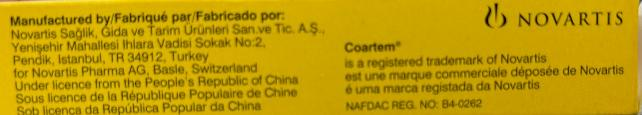 Manufactured by/Fabriqué par/Fabricado por:
Novartis Sağlık, Gida ve Tarim Ürünleri San.ve Tic. A.Ş.,
Yenişehir Mahallesi Ihlara Vadisi Sokak No:2,
Pendik, Istanbul, TR 34912, Turkey
for Novartis Pharma AG, Basle, Switzerland
Under licence from the People's Republic of China
Sous licence de la République Populaire de Chine
Sob licença da República Popular da China
NOVARTIS
Coartem®
is a registered trademark of Novartis
est une marque commerciale déposée de Novartis
é uma marca registada da Novartis
NAFDAC REG. NO: B4-0262